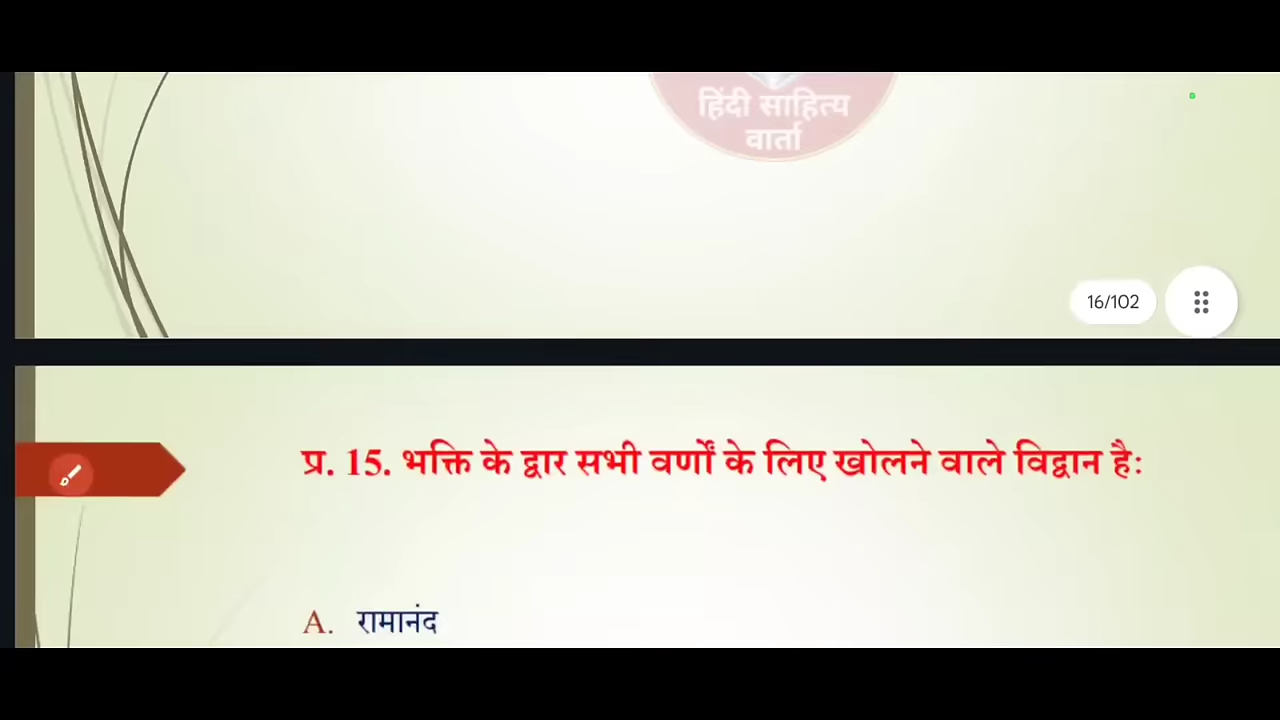 हिंदी साहित्य
वार्ता
16/102
प्र. 15. भक्ति के द्वार सभी वर्णों के लिए खोलने वाले विद्वान है:
A. रामानंद